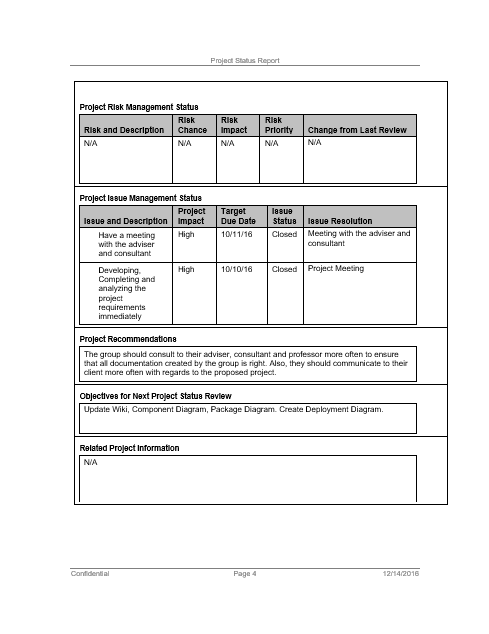 Project Status Report
Project Risk Management Status
Risk and Description Risk Chance Risk Impact Risk Priority Change from Last Review
N/A N/A N/A N/A N/A
Project Issue Management Status
Issue and Description Project Impact Target Due Date Issue Status Issue Resolution
Have a meeting with the adviser and consultant High 10/11/16 Closed Meeting with the adviser and consultant
Developing, Completing and analyzing the project requirements immediately High 10/10/16 Closed Project Meeting
Project Recommendations
The group should consult to their adviser, consultant and professor more often to ensure
that all documentation created by the group is right. Also, they should communicate to their
client more often with regards to the proposed project.
Objectives for Next Project Status Review
Update Wiki, Component Diagram, Package Diagram. Create Deployment Diagram.
Related Project Information
N/A
Confidential Page 4 12/14/2016